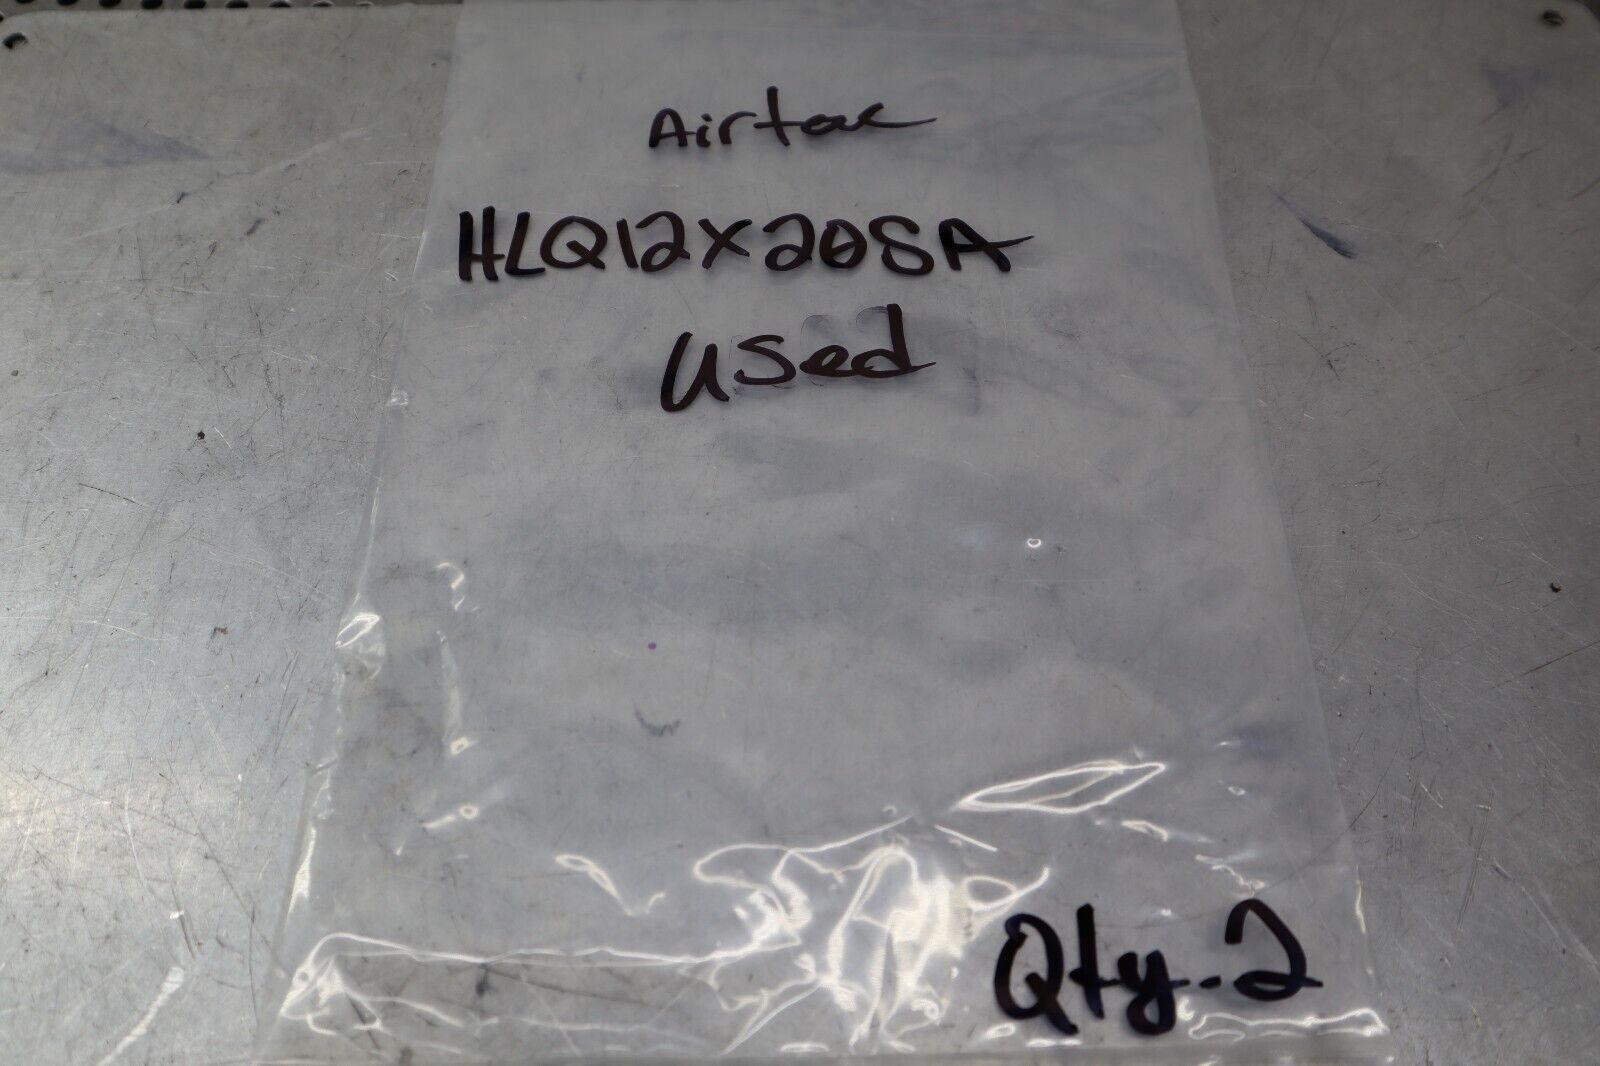 Airtac
HLQ12X20SA
Used
Qty.2